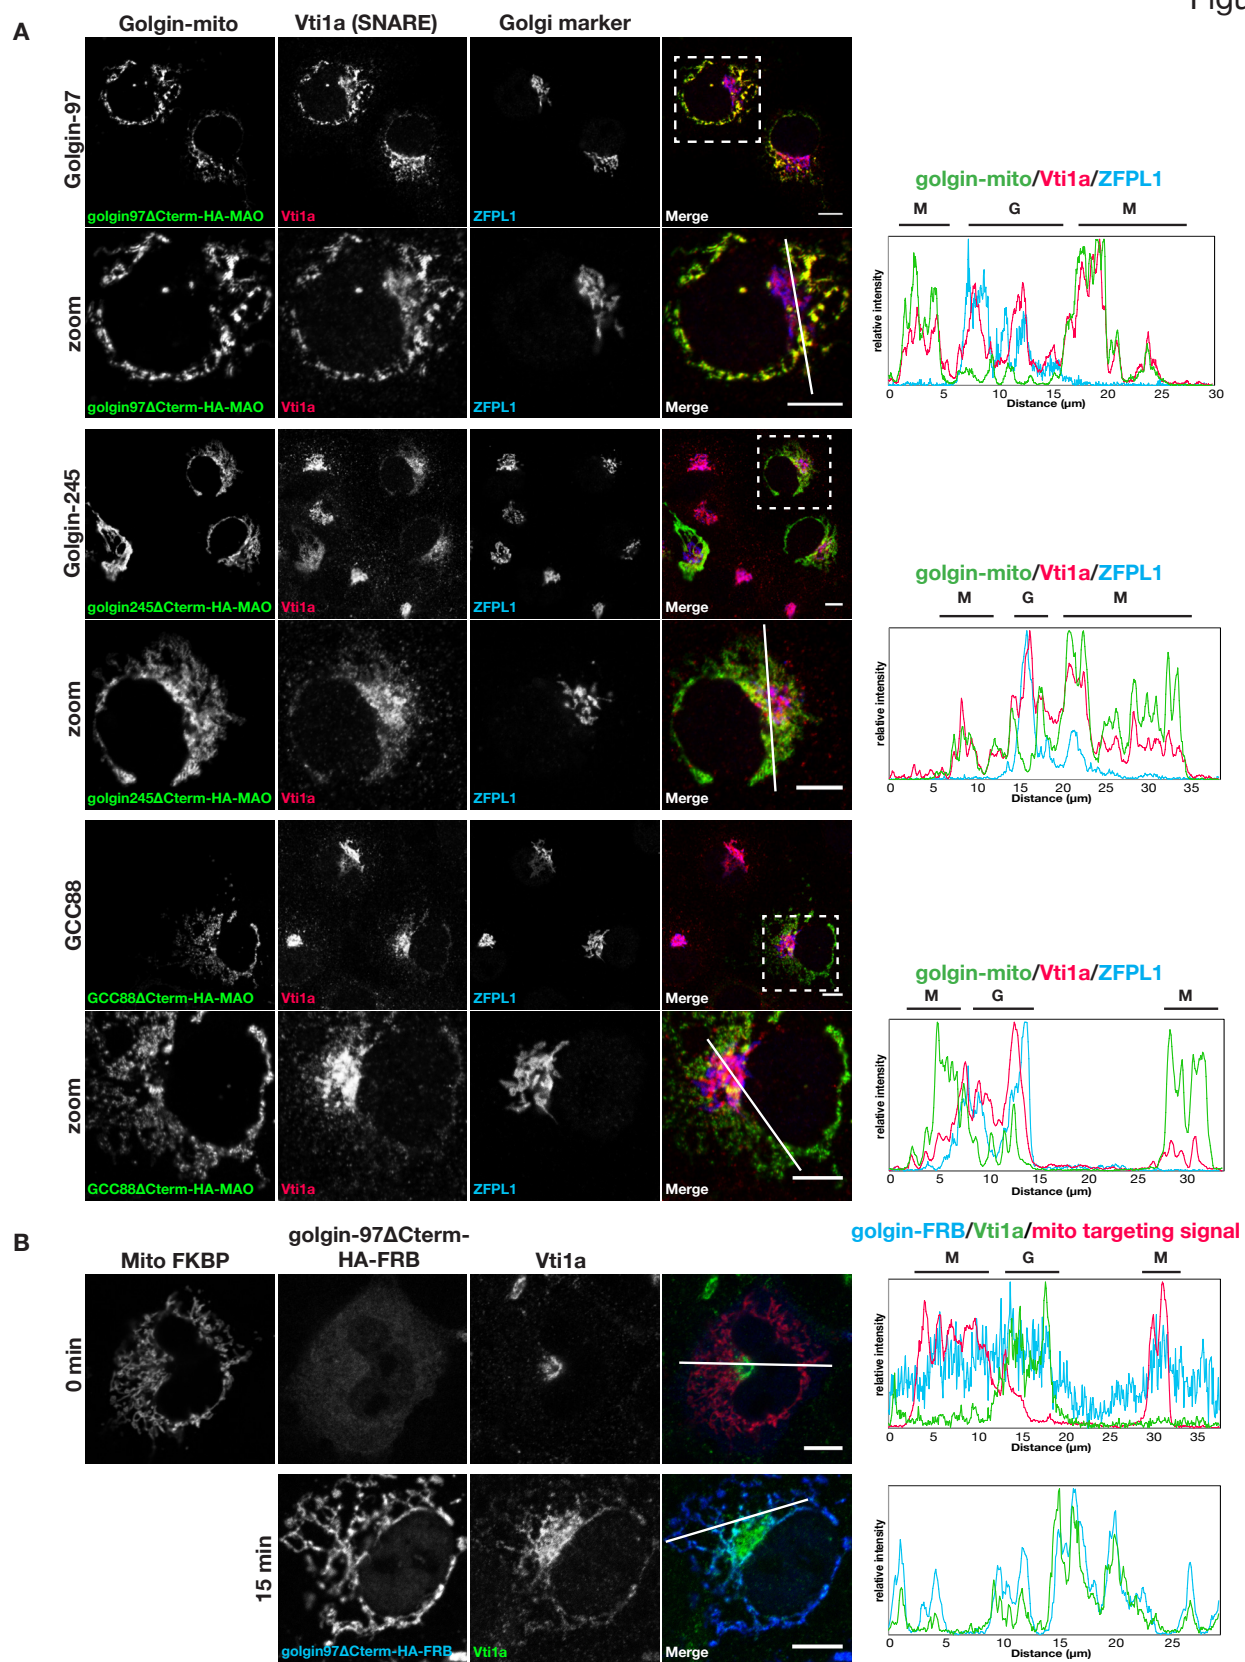 Figu
A
Golgin-mito Vti1a (SNARE) Golgi marker
Golgin-97
golgin97ΔCterm-HA-MAO Vti1a ZFPL1 Merge
zoom
golgin97ΔCterm-HA-MAO Vti1a ZFPL1 Merge
golgin-mito/Vti1a/ZFPL1
M G M
relative intensity
0 5 10 15 20 25 30
Distance (µm)
Golgin-245
golgin245ΔCterm-HA-MAO Vti1a ZFPL1 Merge
zoom
golgin245ΔCterm-HA-MAO Vti1a ZFPL1 Merge
golgin-mito/Vti1a/ZFPL1
M G M
relative intensity
0 5 10 15 20 25 30 35
Distance (µm)
GCC88
GCC88ΔCterm-HA-MAO Vti1a ZFPL1 Merge
zoom
GCC88ΔCterm-HA-MAO Vti1a ZFPL1 Merge
golgin-mito/Vti1a/ZFPL1
M G M
relative intensity
0 5 10 15 20 25 30
Distance (µm)
B
Mito FKBP golgin-97ΔCterm-
HA-FRB Vti1a
0 min
golgin-FRB/Vti1a/mito targeting signal
M G M
relative intensity
0 5 10 15 20 25 30 35
Distance (µm)
15 min
golgin97ΔCterm-HA-FRB Vti1a Merge
relative intensity
0 5 10 15 20 25
Distance (µm)